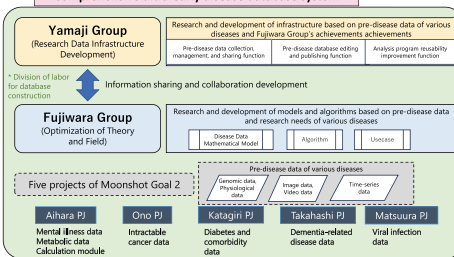 Yamaji Group
(Research Data Infrastructure
Development)
Research and development of infrastructure based on pre-disease data of various
diseases and Fujiwara Group's achievements achievements
Pre-disease data collection,
management, and sharing function
Pre-disease database editing
and publishing function
Analysis program reusability
improvement function
* Division of labor
for database
construction
Information sharing and collaboration development
Fujiwara Group
(Optimization of Theory
and Field)
Research and development of models and algorithms based on pre-disease data
and research needs of various diseases
Disease Data
Mathematical Model
Algorithm
Usecase
Pre-disease data of various diseases
Genomic data,
Physiological
data
Image data,
Video data
Time-series
data
Five projects of Moonshot Goal 2
Aihara PJ
Mental illness data
Metabolic data
Calculation module
Ono PJ
Intractable
cancer data
Katagiri PJ
Diabetes and
comorbidity
data
Takahashi PJ
Dementia-related
disease data
Matsuura PJ
Viral infection
data